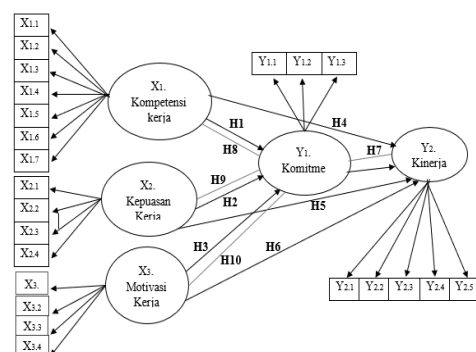 X1.1
X1.2
X1.3
X1.4
X1.5
X1.6
X1.7
X2.1
X2.2
X2.3
X2.4
X3.
X3.2
X3.3
X3.4
X1.
Kompetensi
kerja
X2.
Kepuasan
Kerja
X3.
Motivasi
Kerja
H1
H8
H9
H2
H3
H10
H4
H5
H6
H7
Y1.1 Y1.2 Y1.3
Y1.
Komitme
Y2.
Kinerja
Y2.1 Y2.2 Y2.3 Y2.4 Y2.5